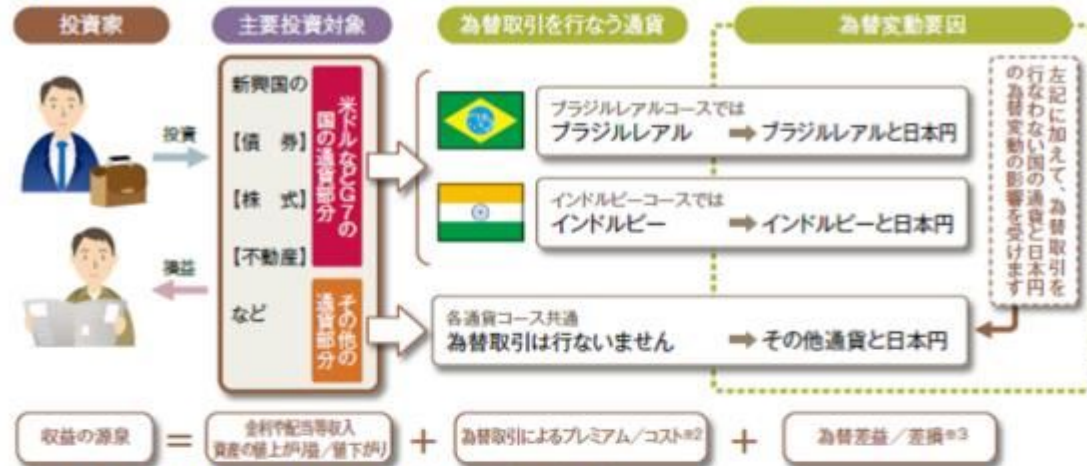 投資家
主要投資対象
為替取引を行なう通貨
為替変動要因
投資
損益
新興国の
【債 券】
【株 式】
【不動産】
など
米ドルなどG7の
国の通貨部分
その他の
通貨部分
ブラジルレアルコースでは
ブラジルレアル ➡ ブラジルレアルと日本円
インドルピーコースでは
インドルピー ➡ インドルピーと日本円
各通貨コース共通
為替取引は行ないません ➡ その他通貨と日本円
左記に加えて、為替取引を
行なわない国の通貨と日本円
の為替変動の影響を受けます
収益の源泉
=
金利や配当等収入
資産の値上がり益/値下がり
+
為替取引によるプレミアム/コスト※2
+
為替差益/差損※3